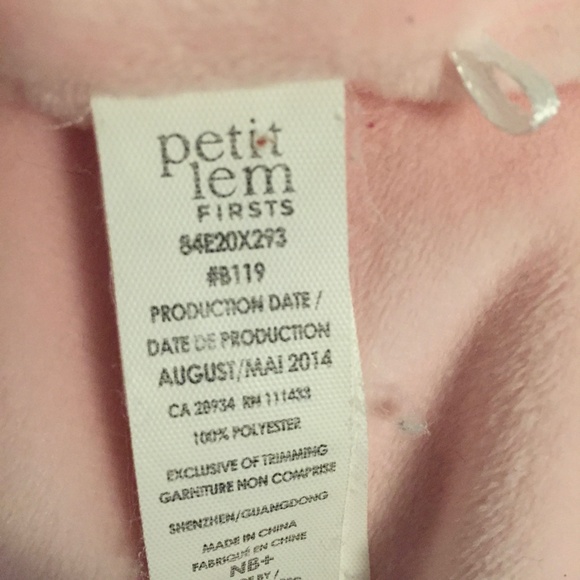 petit
lem
FIRSTS
84E20X293
#B119
PRODUCTION DATE /
DATE DE PRODUCTION
AUGUST/MAI 2014
CA 28934 RN 111433
100% POLYESTER
EXCLUSIVE OF TRIMMING
GARNITURE NON COMPRISE
SHENZHEN/GUANGDONG
MADE IN CHINA
FABRIQUÉ EN CHINE
NB+
BY /